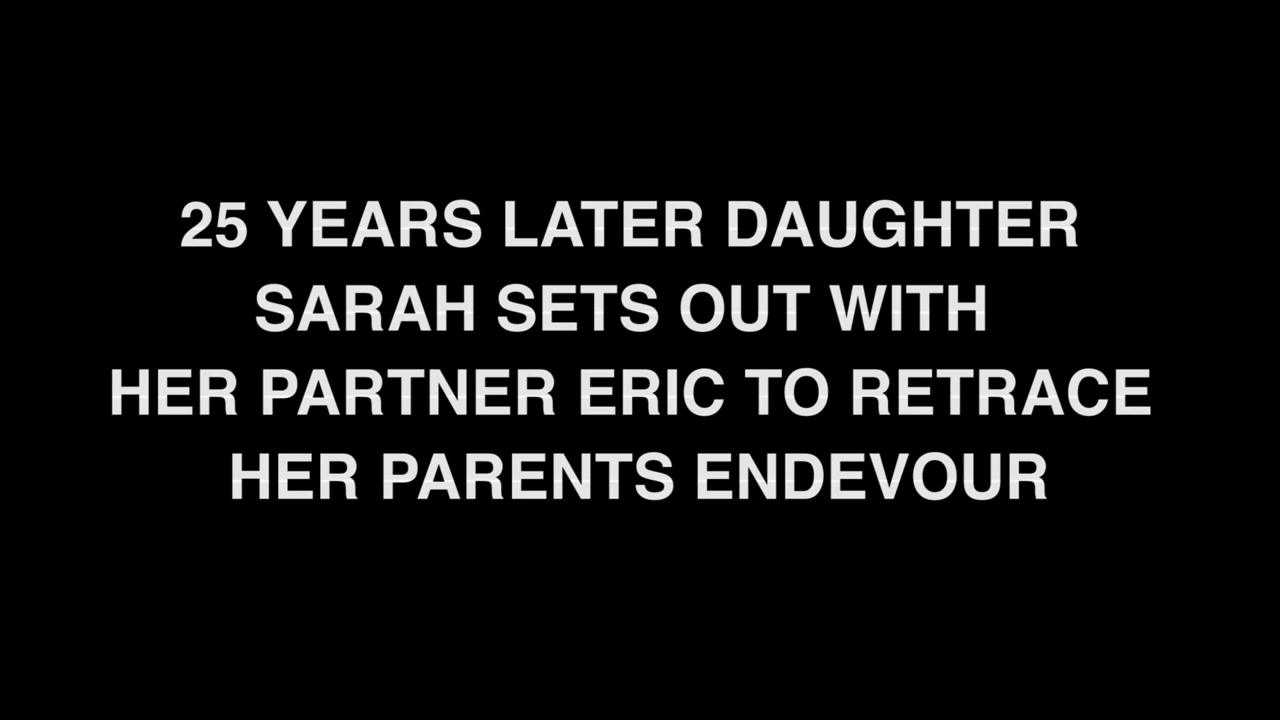 25 YEARS LATER DAUGHTER
SARAH SETS OUT WITH
HER PARTNER ERIC TO RETRACE
HER PARENTS ENDEVOUR